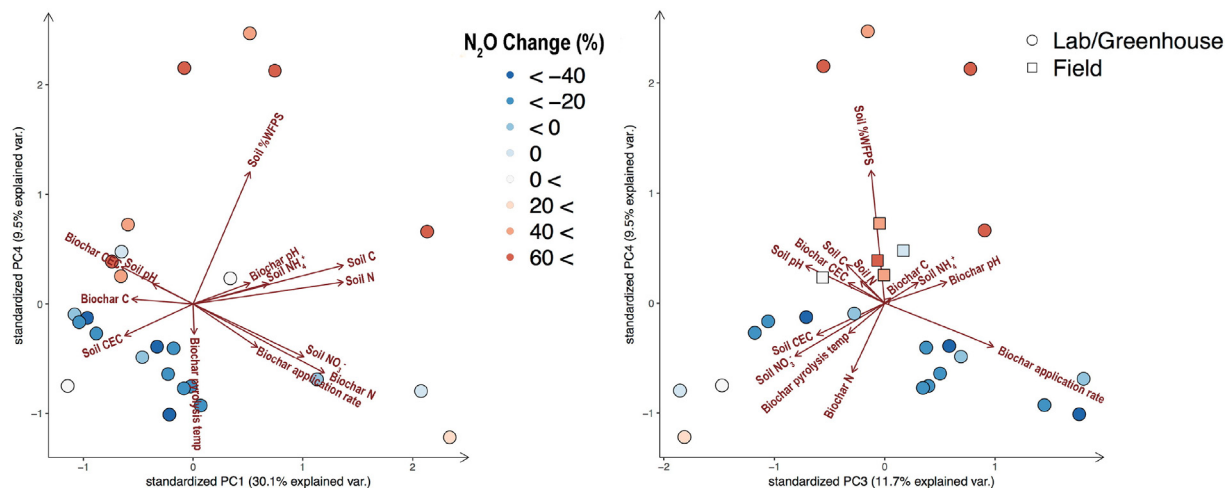 N₂O Change (%)
< −40
< −20
< 0
0
0 <
20 <
40 <
60 <
standardized PC4 (9.5% explained var.)
2
1
0
−1
Soil %WFPS
Biochar CEC
Soil pH
Biochar pH
Soil NH₄⁺
Soil C
Soil N
Biochar C
Soil CEC
Biochar pyrolysis temp
Soil NO₃⁻
Biochar N
Biochar application rate
−1
0
1
2
standardized PC1 (30.1% explained var.)
Lab/Greenhouse
Field
standardized PC4 (9.5% explained var.)
2
1
0
−1
Soil %WFPS
Soil C
Biochar CEC
Soil pH
Soil N
Biochar C
Soil NH₄⁺
Biochar pH
Soil CEC
Soil NO₃⁻
Biochar pyrolysis temp
Biochar N
Biochar application rate
−2
−1
0
1
standardized PC3 (11.7% explained var.)